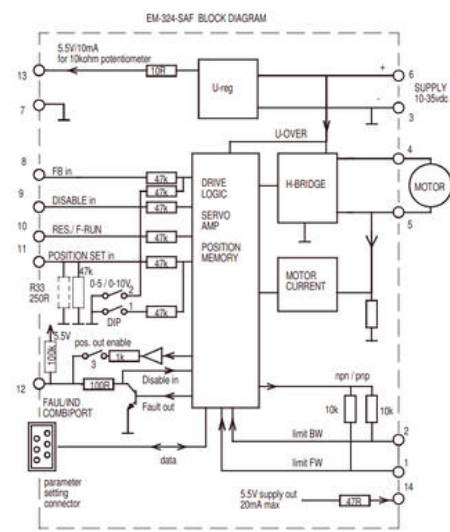 EM-324-SAF BLOCK DIAGRAM
5.5V/10mA
for 10kohm potentiometer
13
10R
U-reg
+
6
SUPPLY
10-35vdc
-
3
7
U-OVER
4
8
FB in
47k
47k
DRIVE
LOGIC
H-BRIDGE
MOTOR
9
DISABLE in
47k
SERVO
AMP
5
10
RES./ F-RUN
47k
POSITION
MEMORY
11
POSITION SET in
47k
47k
R33
250R
0-5 / 0-10V
2
MOTOR
CURRENT
1
47k
DIP
5.5V
100k
pos. out enable
3
1k
12
100R
Disable in
npn / pnp
FAUL/IND
COMBIPORT
Fault out
10k
10k
limit BW
2
data
limit FW
1
parameter
setting
connector
14
5.5V supply out
20mA max
47R